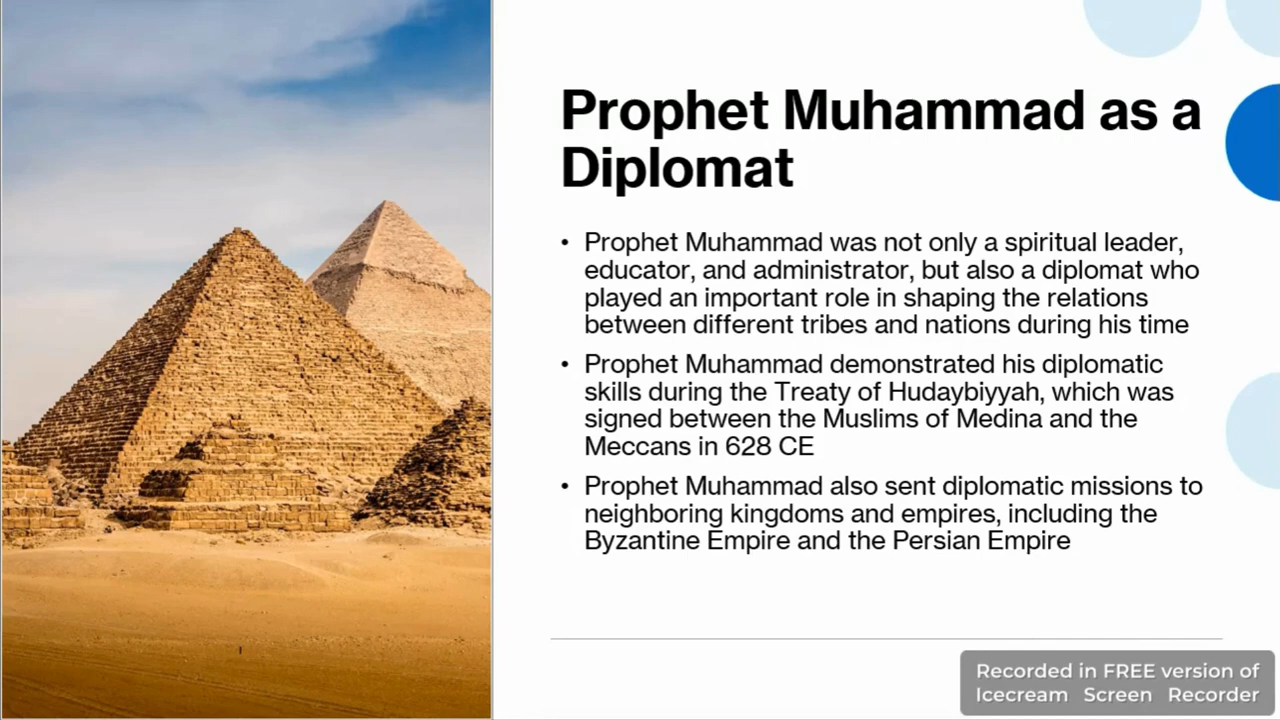 Prophet Muhammad as a
Diplomat
• Prophet Muhammad was not only a spiritual leader,
educator, and administrator, but also a diplomat who
played an important role in shaping the relations
between different tribes and nations during his time
• Prophet Muhammad demonstrated his diplomatic
skills during the Treaty of Hudaybiyyah, which was
signed between the Muslims of Medina and the
Meccans in 628 CE
• Prophet Muhammad also sent diplomatic missions to
neighboring kingdoms and empires, including the
Byzantine Empire and the Persian Empire
Recorded in FREE version of
Icecream Screen Recorder